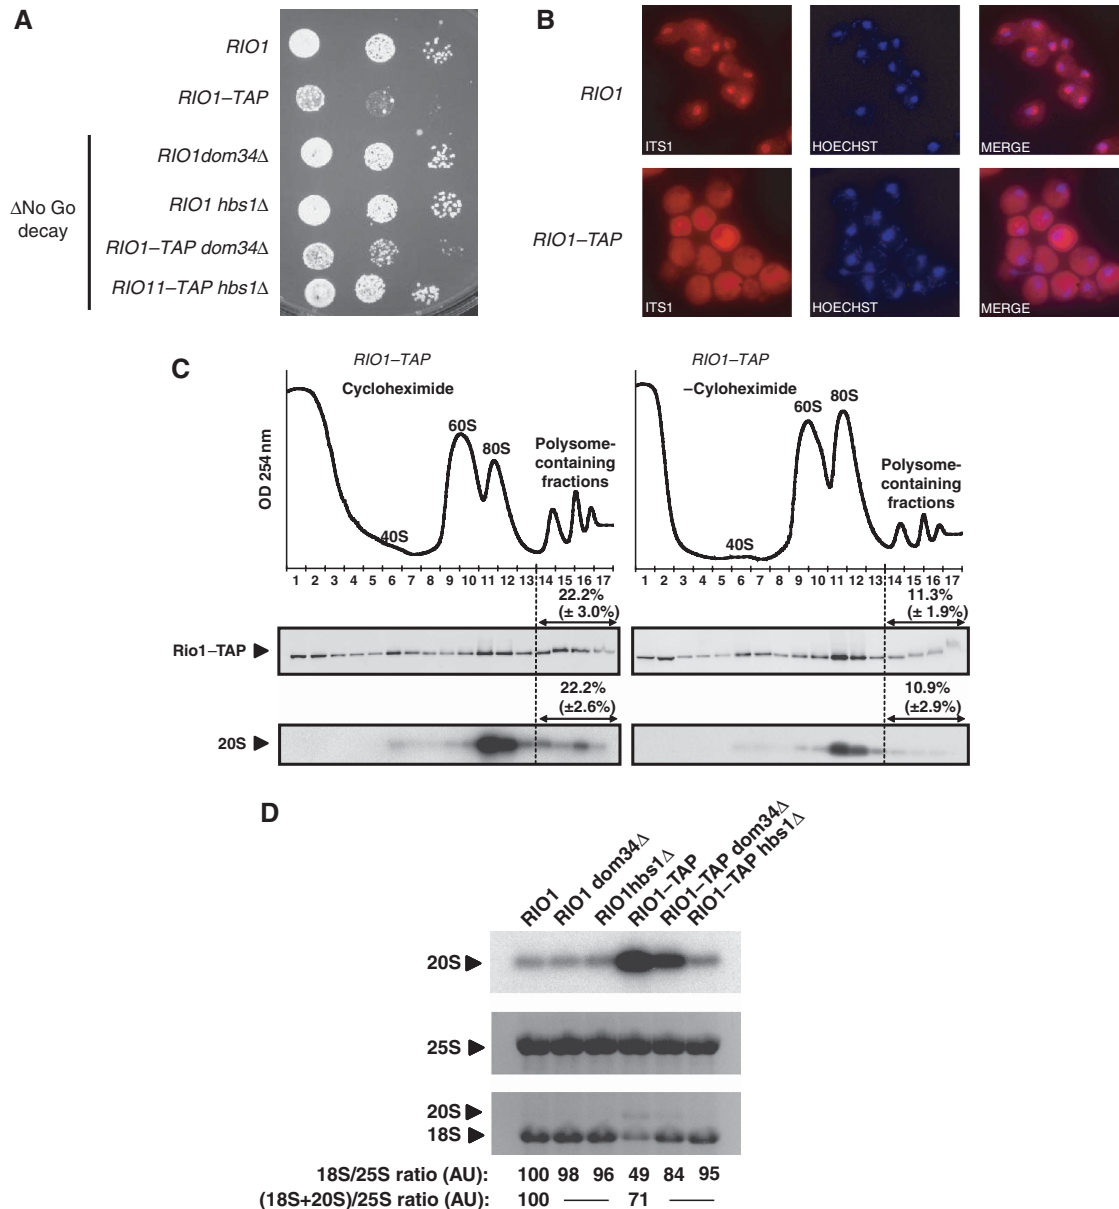 A
RIO1
RIO1–TAP
RIO1dom34Δ
RIO1 hbs1Δ
RIO1–TAP dom34Δ
RIO11–TAP hbs1Δ
ΔNo Go
decay
B
RIO1
ITS1
HOECHST
MERGE
RIO1–TAP
ITS1
HOECHST
MERGE
C
RIO1–TAP
Cycloheximide
OD 254 nm
40S
60S
80S
Polysome-
containing
fractions
1 2 3 4 5 6 7 8 9 10 11 12 13 14 15 16 17
22.2%
(± 3.0%)
Rio1–TAP
22.2%
(±2.6%)
20S
RIO1–TAP
–Cyloheximide
40S
60S
80S
Polysome-
containing
fractions
1 2 3 4 5 6 7 8 9 10 11 12 13 14 15 16 17
11.3%
(± 1.9%)
10.9%
(±2.9%)
D
RIO1
RIO1 dom34Δ
RIO1hbs1Δ
RIO1–TAP
RIO1–TAP dom34Δ
RIO1–TAP hbs1Δ
20S
25S
20S
18S
18S/25S ratio (AU): 100 98 96 49 84 95
(18S+20S)/25S ratio (AU): 100 —— 71 ——